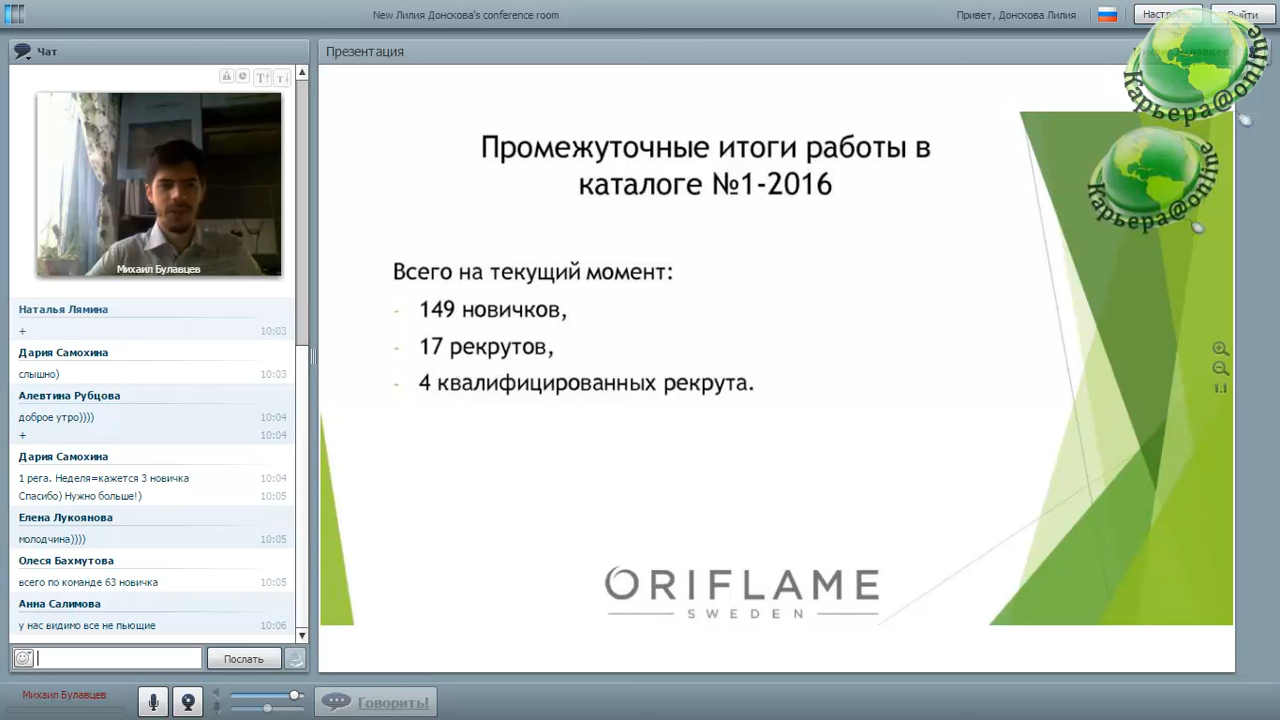 New Лилия Донскова's conference room
Привет, Донскова Лилия
Выйти
Чат
Михаил Булавцев
Наталья Лямина
+ 10:03
Дария Самохина
слышно) 10:03
Алевтина Рубцова
доброе утро)))) 10:04
+ 10:04
Дария Самохина
1 рега. Неделя=кажется 3 новичка 10:04
Спасибо) Нужно больше!) 10:05
Елена Лукоянова
молодчина)))) 10:05
Олеся Бахмутова
всего по команде 63 новичка 10:05
Анна Салимова
у нас видимо все не пьющие 10:06
Послать
Михаил Булавцев
Говорить!
Презентация
Карьера@online
Карьера@online
Промежуточные итоги работы в
каталоге №1-2016
Всего на текущий момент:
- 149 новичков,
- 17 рекрутов,
- 4 квалифицированных рекрута.
1:1
ORIFLAME
SWEDEN